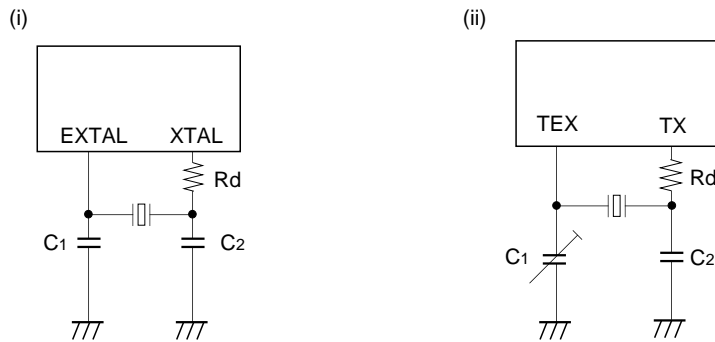 (i)
EXTAL XTAL
Rd
C1 C2
(ii)
TEX TX
Rd
C1 C2